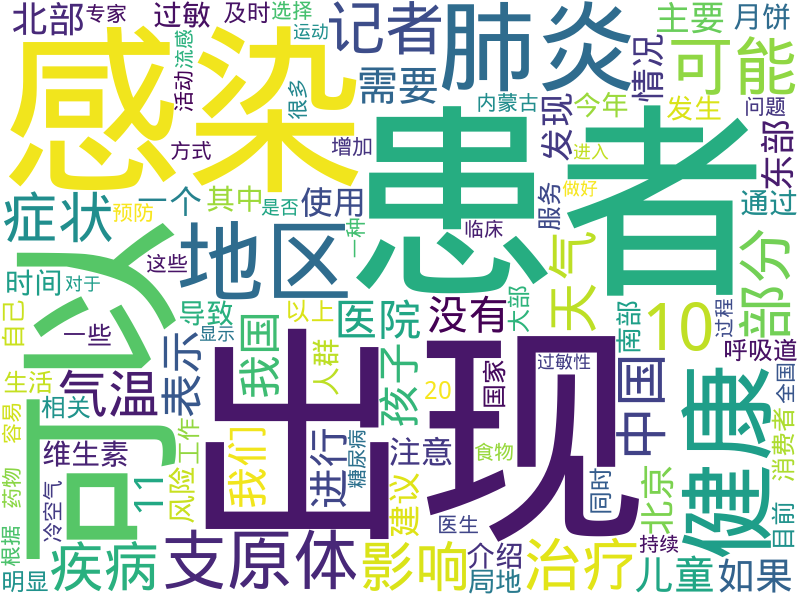 北部
专家
过敏
及时
选择
运动
流感
活动
很多
记者
肺炎
主要
月饼
需要
情况
可能
内蒙古
今年
发生
问题
感染
患者
方式
增加
发现
进入
东部
症状
一个
其中
使用
预防
是否
服务
做好
通过
临床
一种
可以
地区
天气
部分
这些
时间
对于
自己
一些
导致
以上
医院
没有
大部
10
南部
过程
呼吸道
显示
我国
表示
人群
孩子
出现
国家
过敏性
中国
全国
健康
生活
气温
20
相关
容易
维生素
工作
我们
进行
糖尿病
注意
食物
消费者
11
风险
药物
冷空气
建议
医生
同时
北京
目前
根据
持续
明显
疾病
支原体
影响
介绍
局地
治疗
儿童
如果